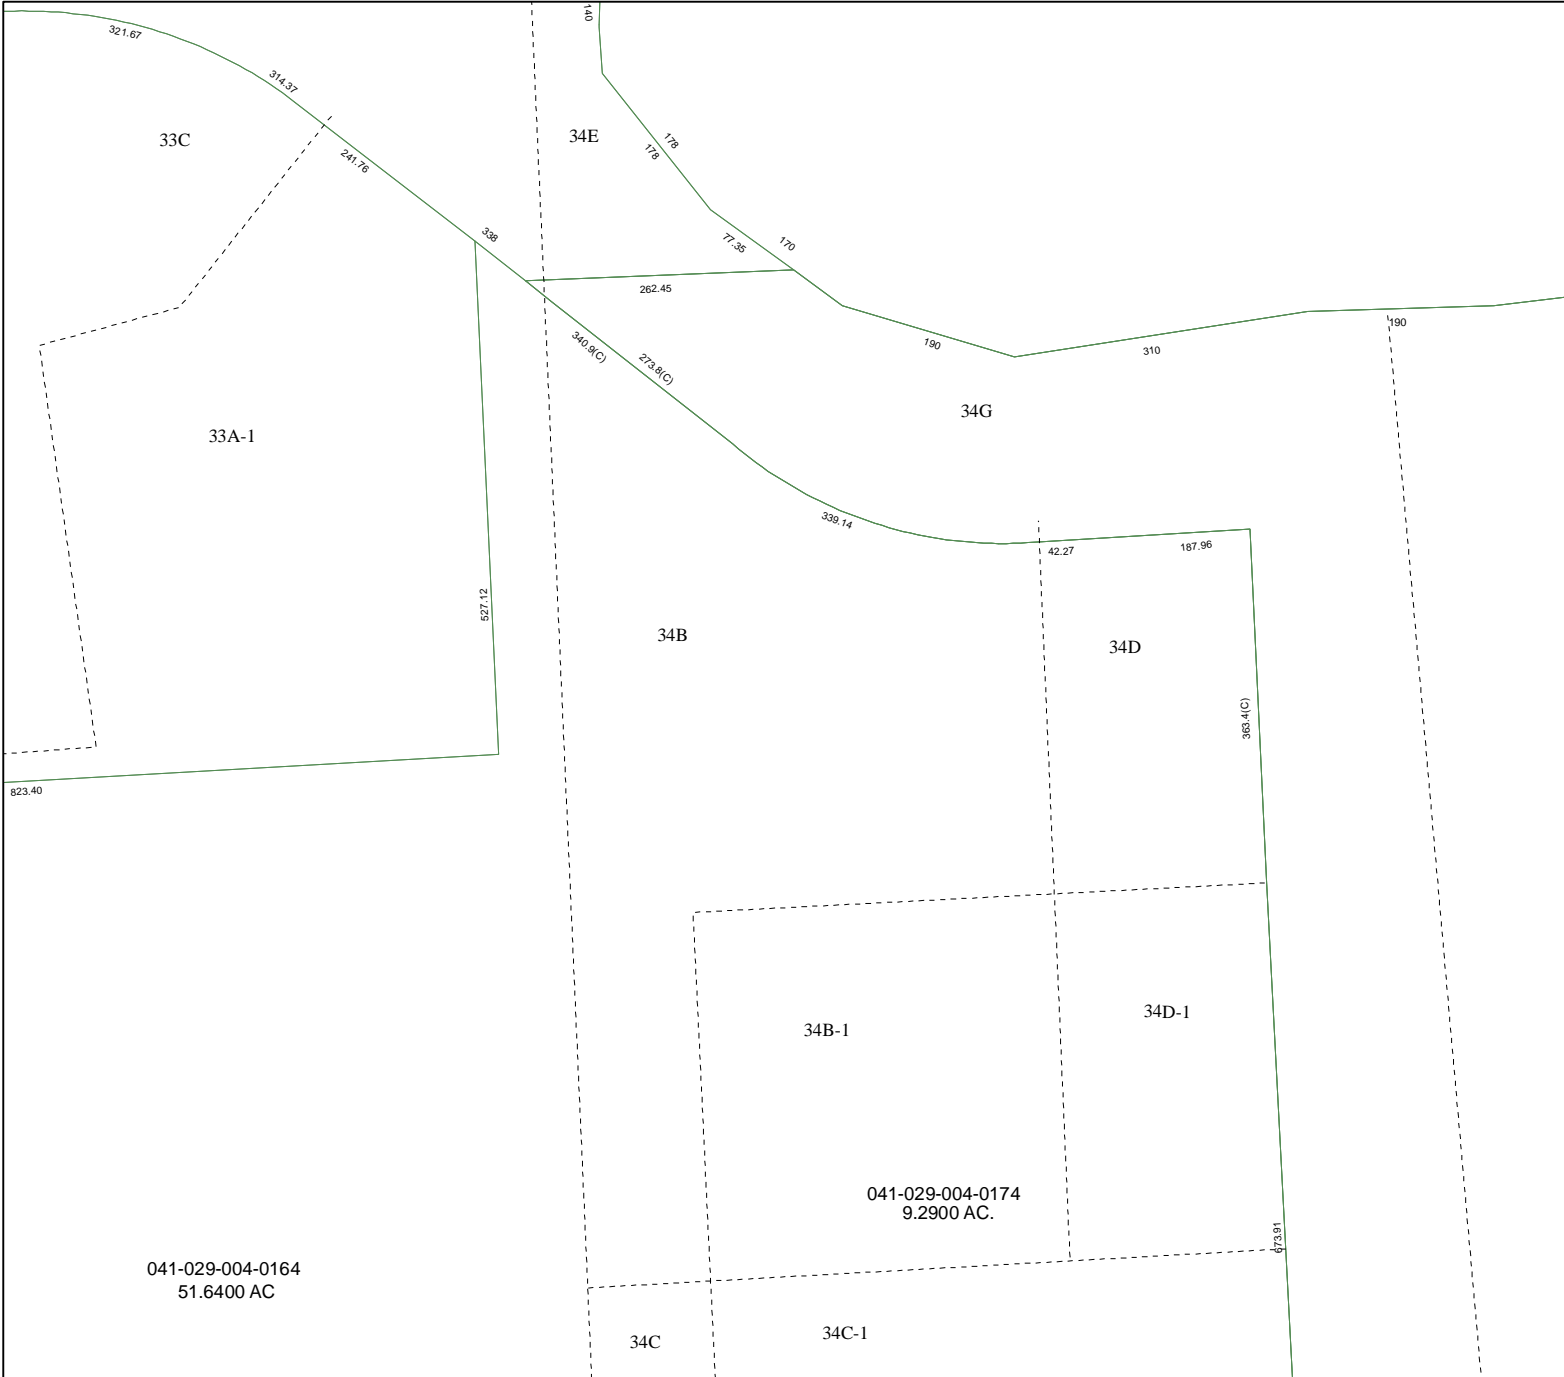 140
321.67
314.37
33C
34E
178
178
241.76
338
77.35
170
262.45
190
340.9(C)
273.8(C)
190
310
34G
33A-1
339.14
42.27
187.96
527.12
34B
34D
363.4(C)
823.40
34B-1
34D-1
041-029-004-0174
9.2900 AC.
673.91
041-029-004-0164
51.6400 AC
34C
34C-1